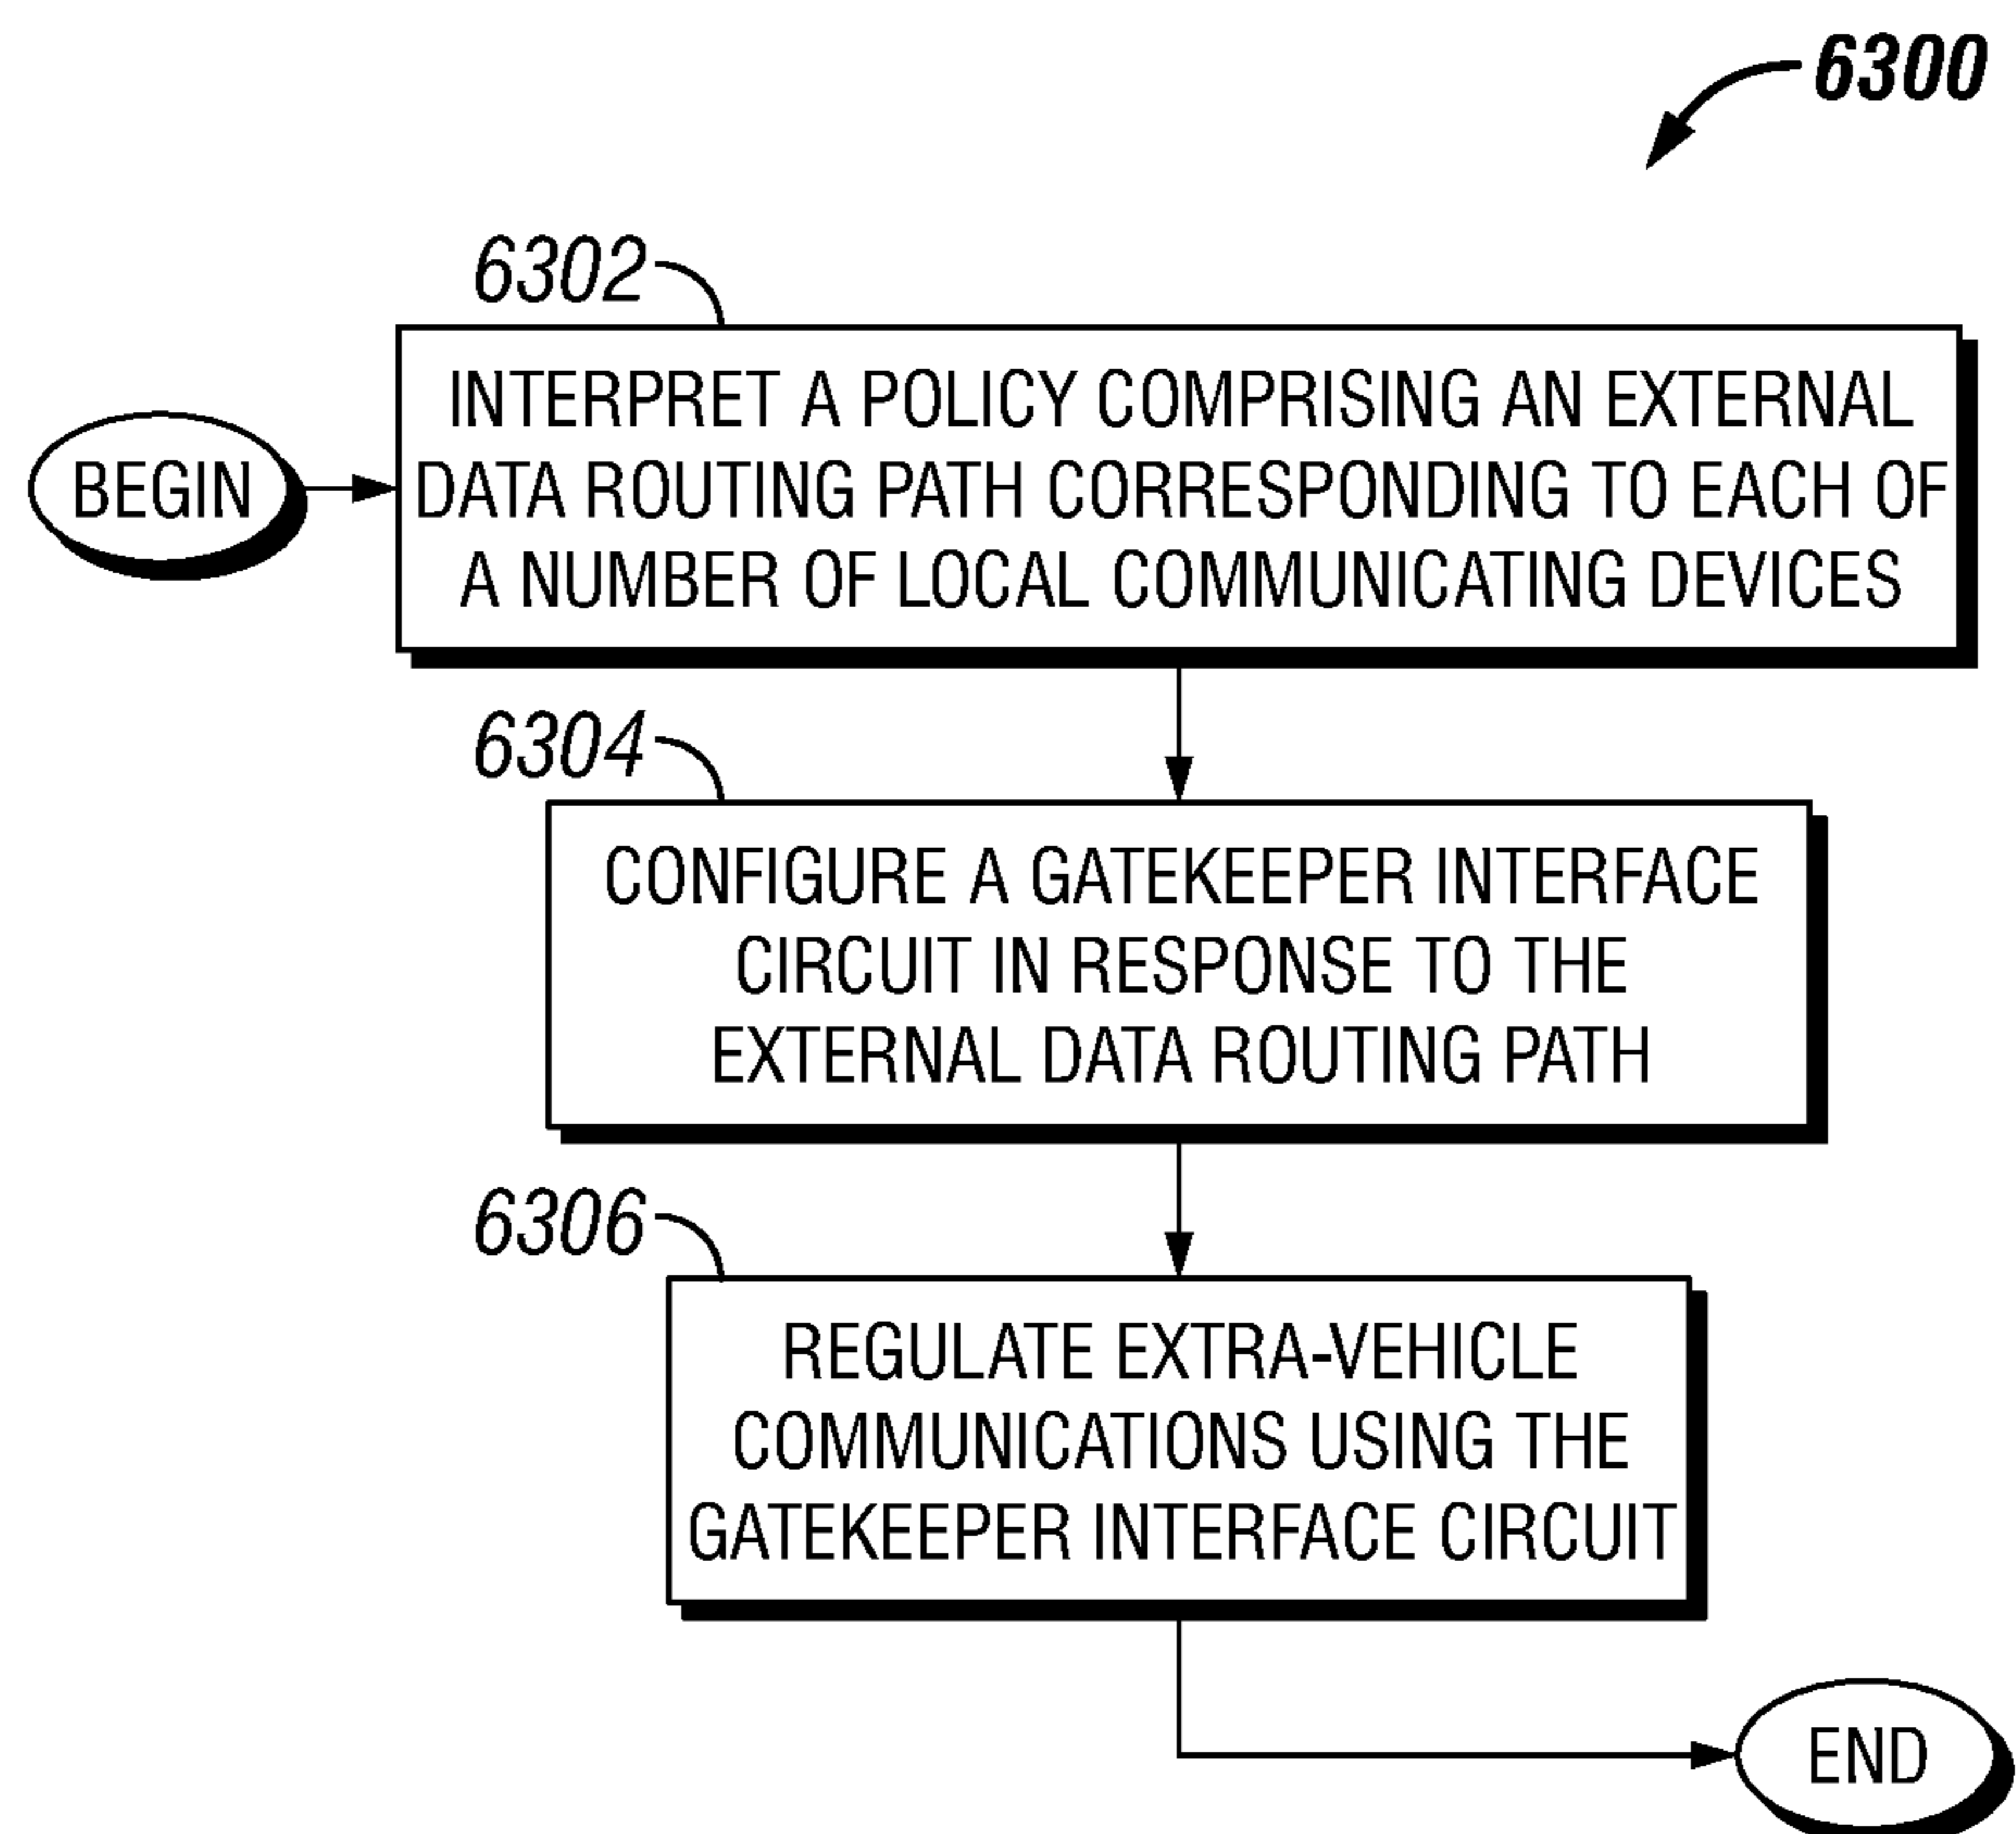 6300
6302
BEGIN
INTERPRET A POLICY COMPRISING AN EXTERNAL
DATA ROUTING PATH CORRESPONDING TO EACH OF
A NUMBER OF LOCAL COMMUNICATING DEVICES
6304
CONFIGURE A GATEKEEPER INTERFACE
CIRCUIT IN RESPONSE TO THE
EXTERNAL DATA ROUTING PATH
6306
REGULATE EXTRA-VEHICLE
COMMUNICATIONS USING THE
GATEKEEPER INTERFACE CIRCUIT
END